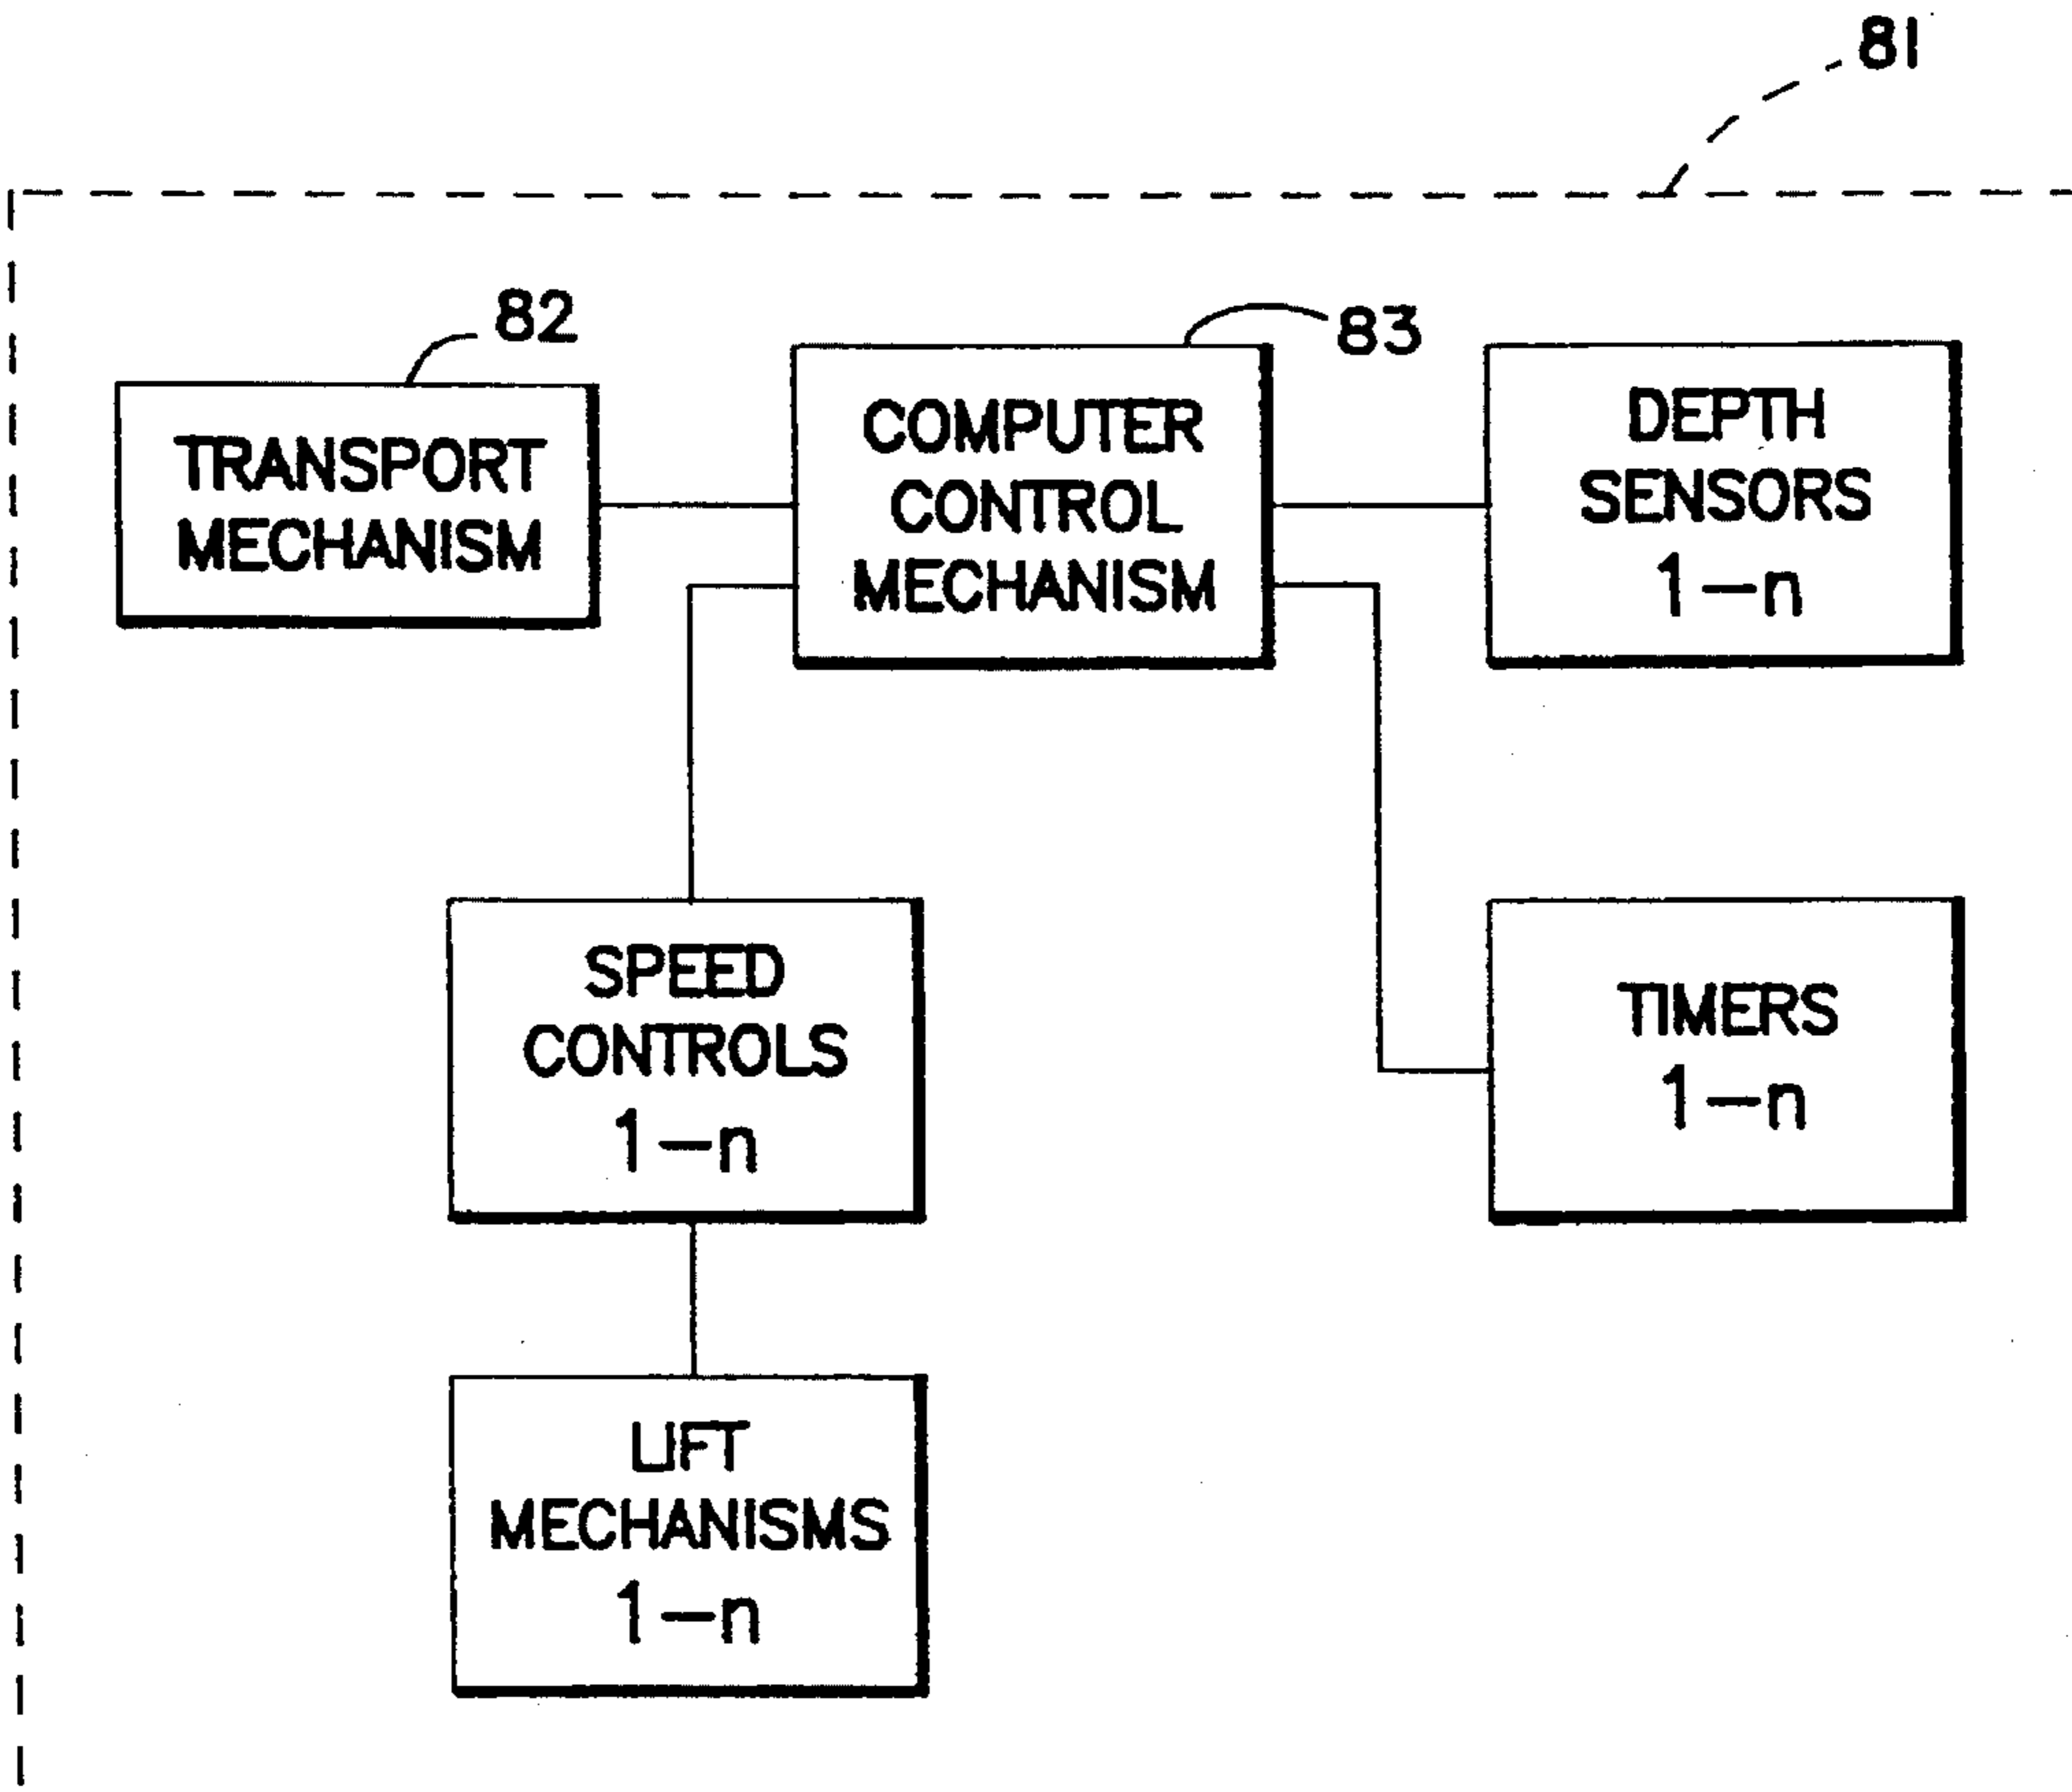 81
82
TRANSPORT
MECHANISM
83
COMPUTER
CONTROL
MECHANISM
DEPTH
SENSORS
1-n
SPEED
CONTROLS
1-n
TIMERS
1-n
LIFT
MECHANISMS
1-n